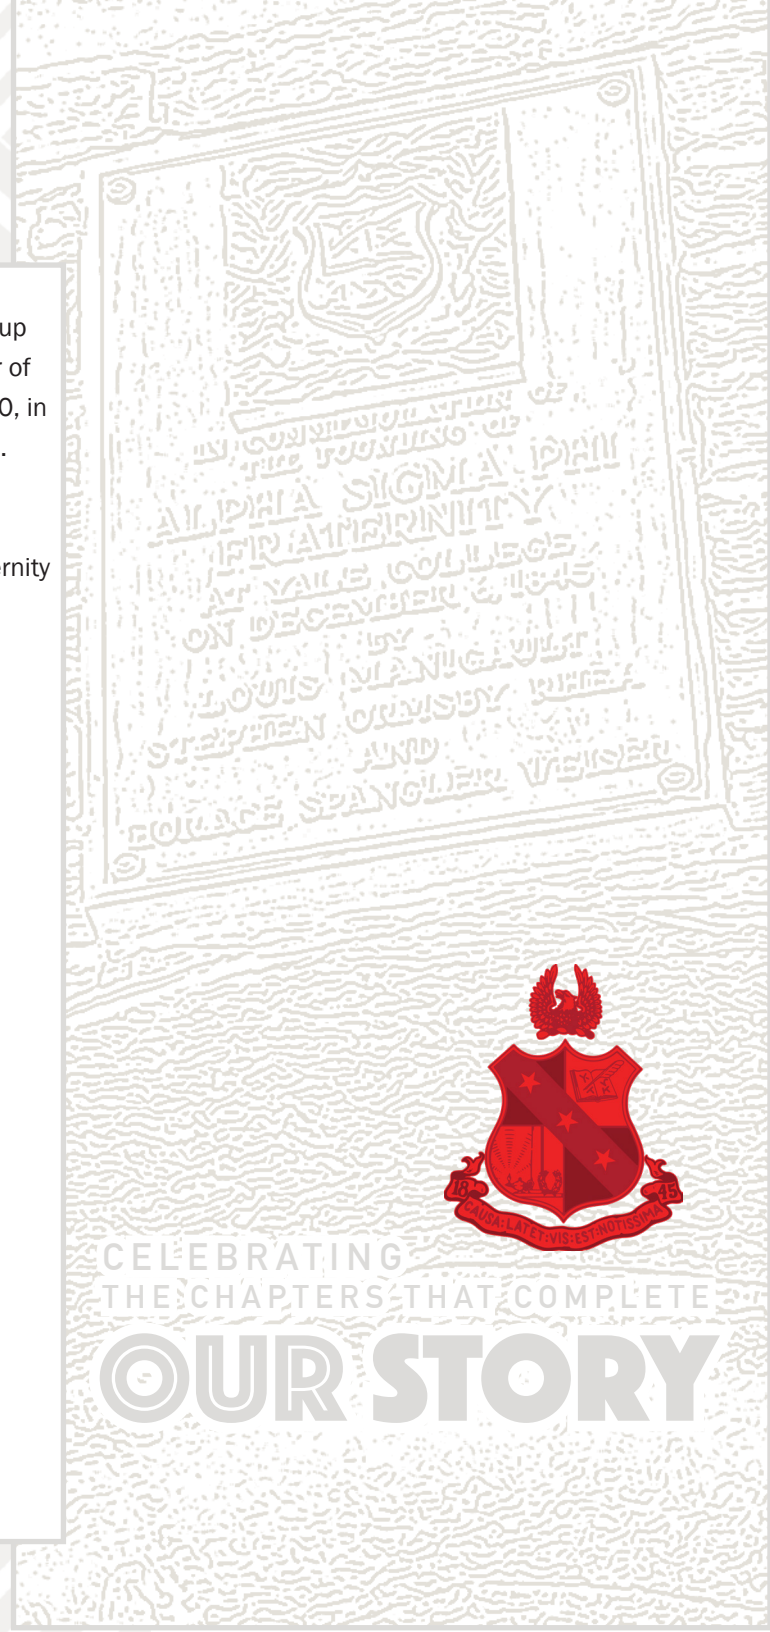 up
r of
0, in
.
ernity
IN COMMEMORATION OF
THE FOUNDING OF
ALPHA SIGMA PHI
FRATERNITY
AT YALE COLLEGE
ON DECEMBER 6, 1845
BY
LOUIS MANIGAULT
STEPHEN ORMSBY RHEA
AND
HORACE SPANGLER WEISER
18 45
CAUSA:LATET:VIS:EST:NOTISSIMA
CELEBRATING
THE CHAPTERS THAT COMPLETE
OUR STORY